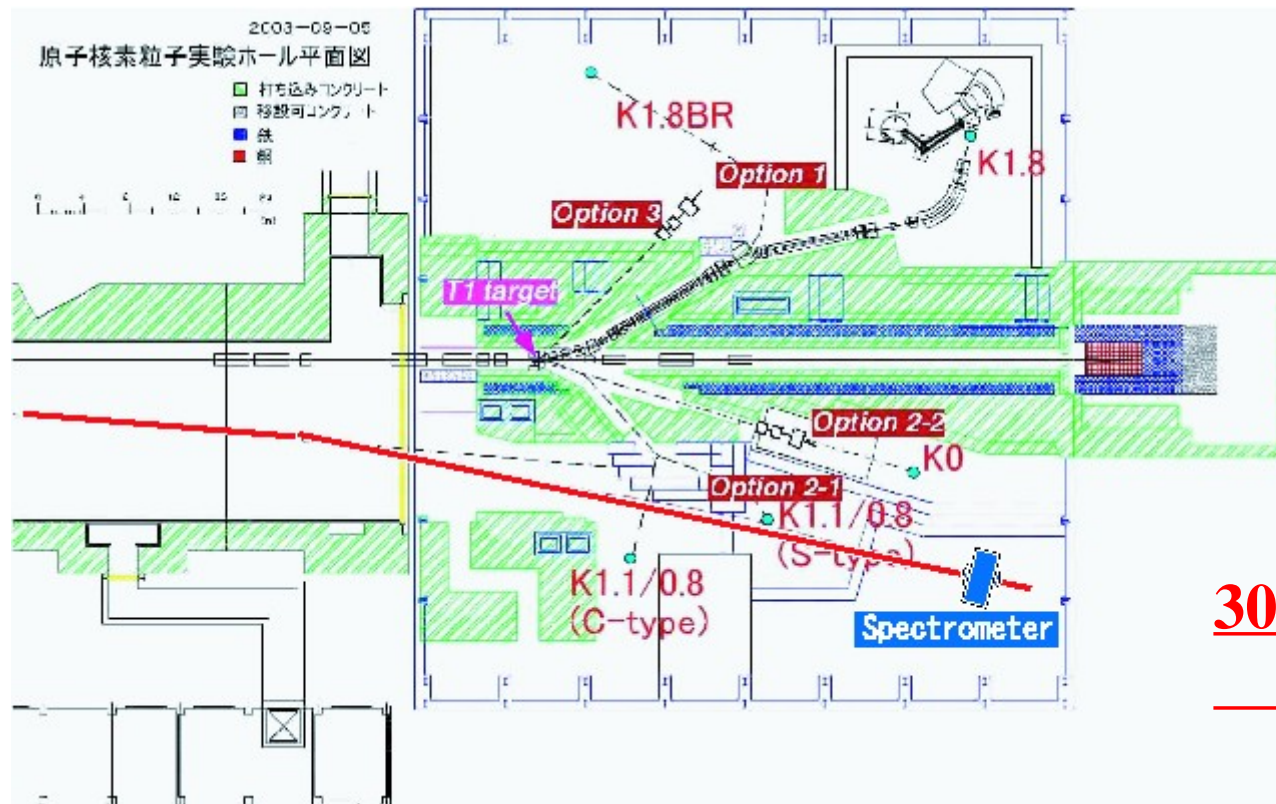 2003-09-05
原子核素粒子実験ホール平面図
打ち込みコンクリート
移設可コンクリート
鉄
銅
K1.8BR
K1.8
Option 1
Option 3
T1 target
Option 2-2
K0
Option 2-1
K1.1/0.8
(S-type)
K1.1/0.8
(C-type)
Spectrometer
30